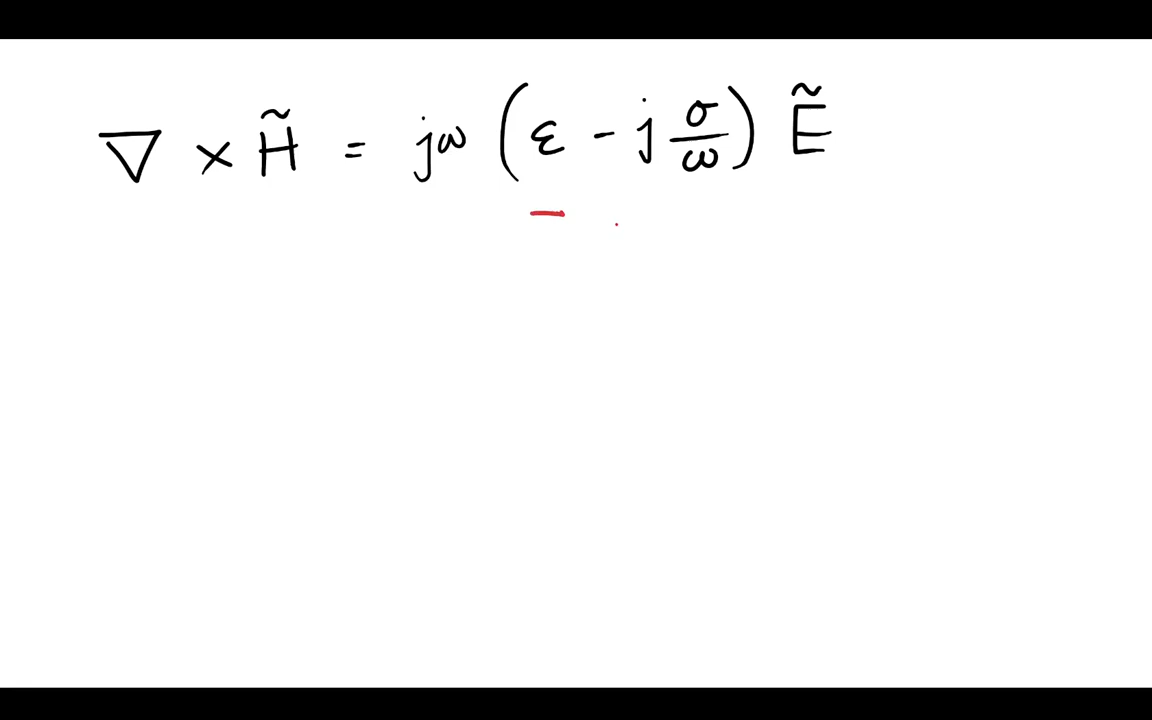 ∇ × H̃ = jω (ε - j σ/ω) Ẽ